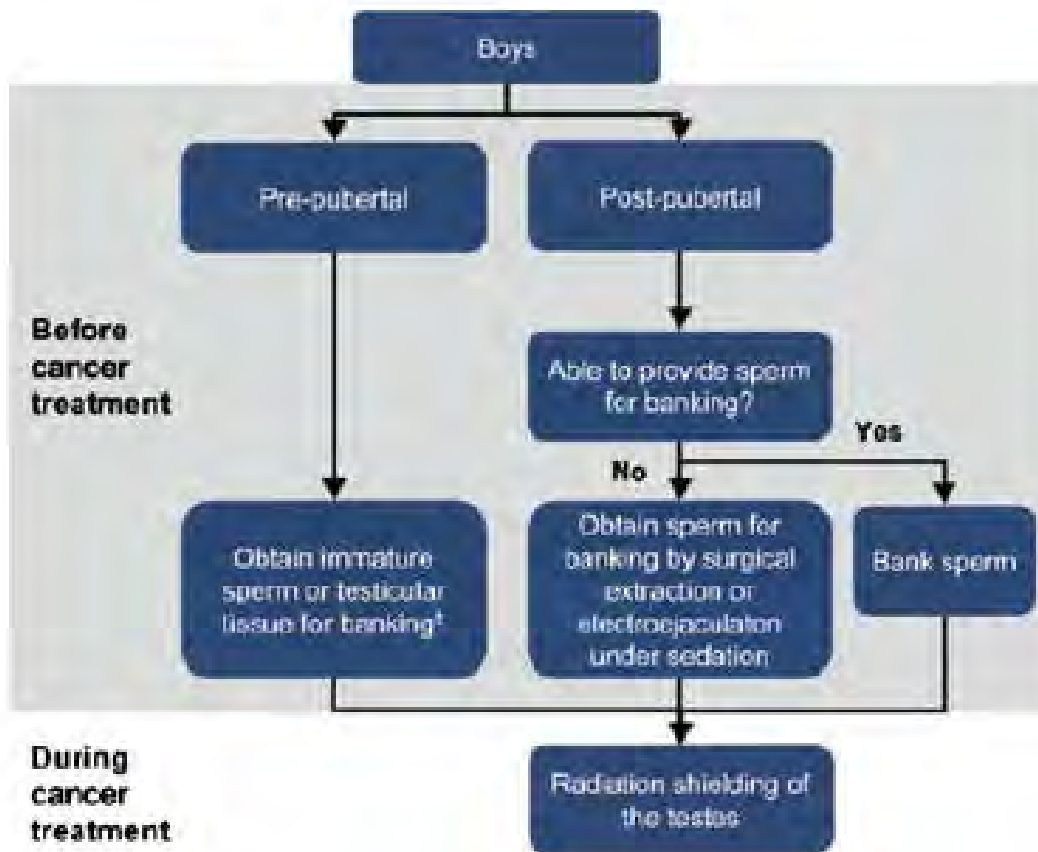 Boys
Pre-pubertal
Post-pubertal
Before
cancer
treatment
Able to provide sperm
for banking?
Yes
No
Obtain immature
sperm or testicular
tissue for banking
Obtain sperm for
banking by surgical
extraction or
electroejaculaton
under sedation
Bank sperm
During
cancer
treatment
Radiation shielding of
the testes